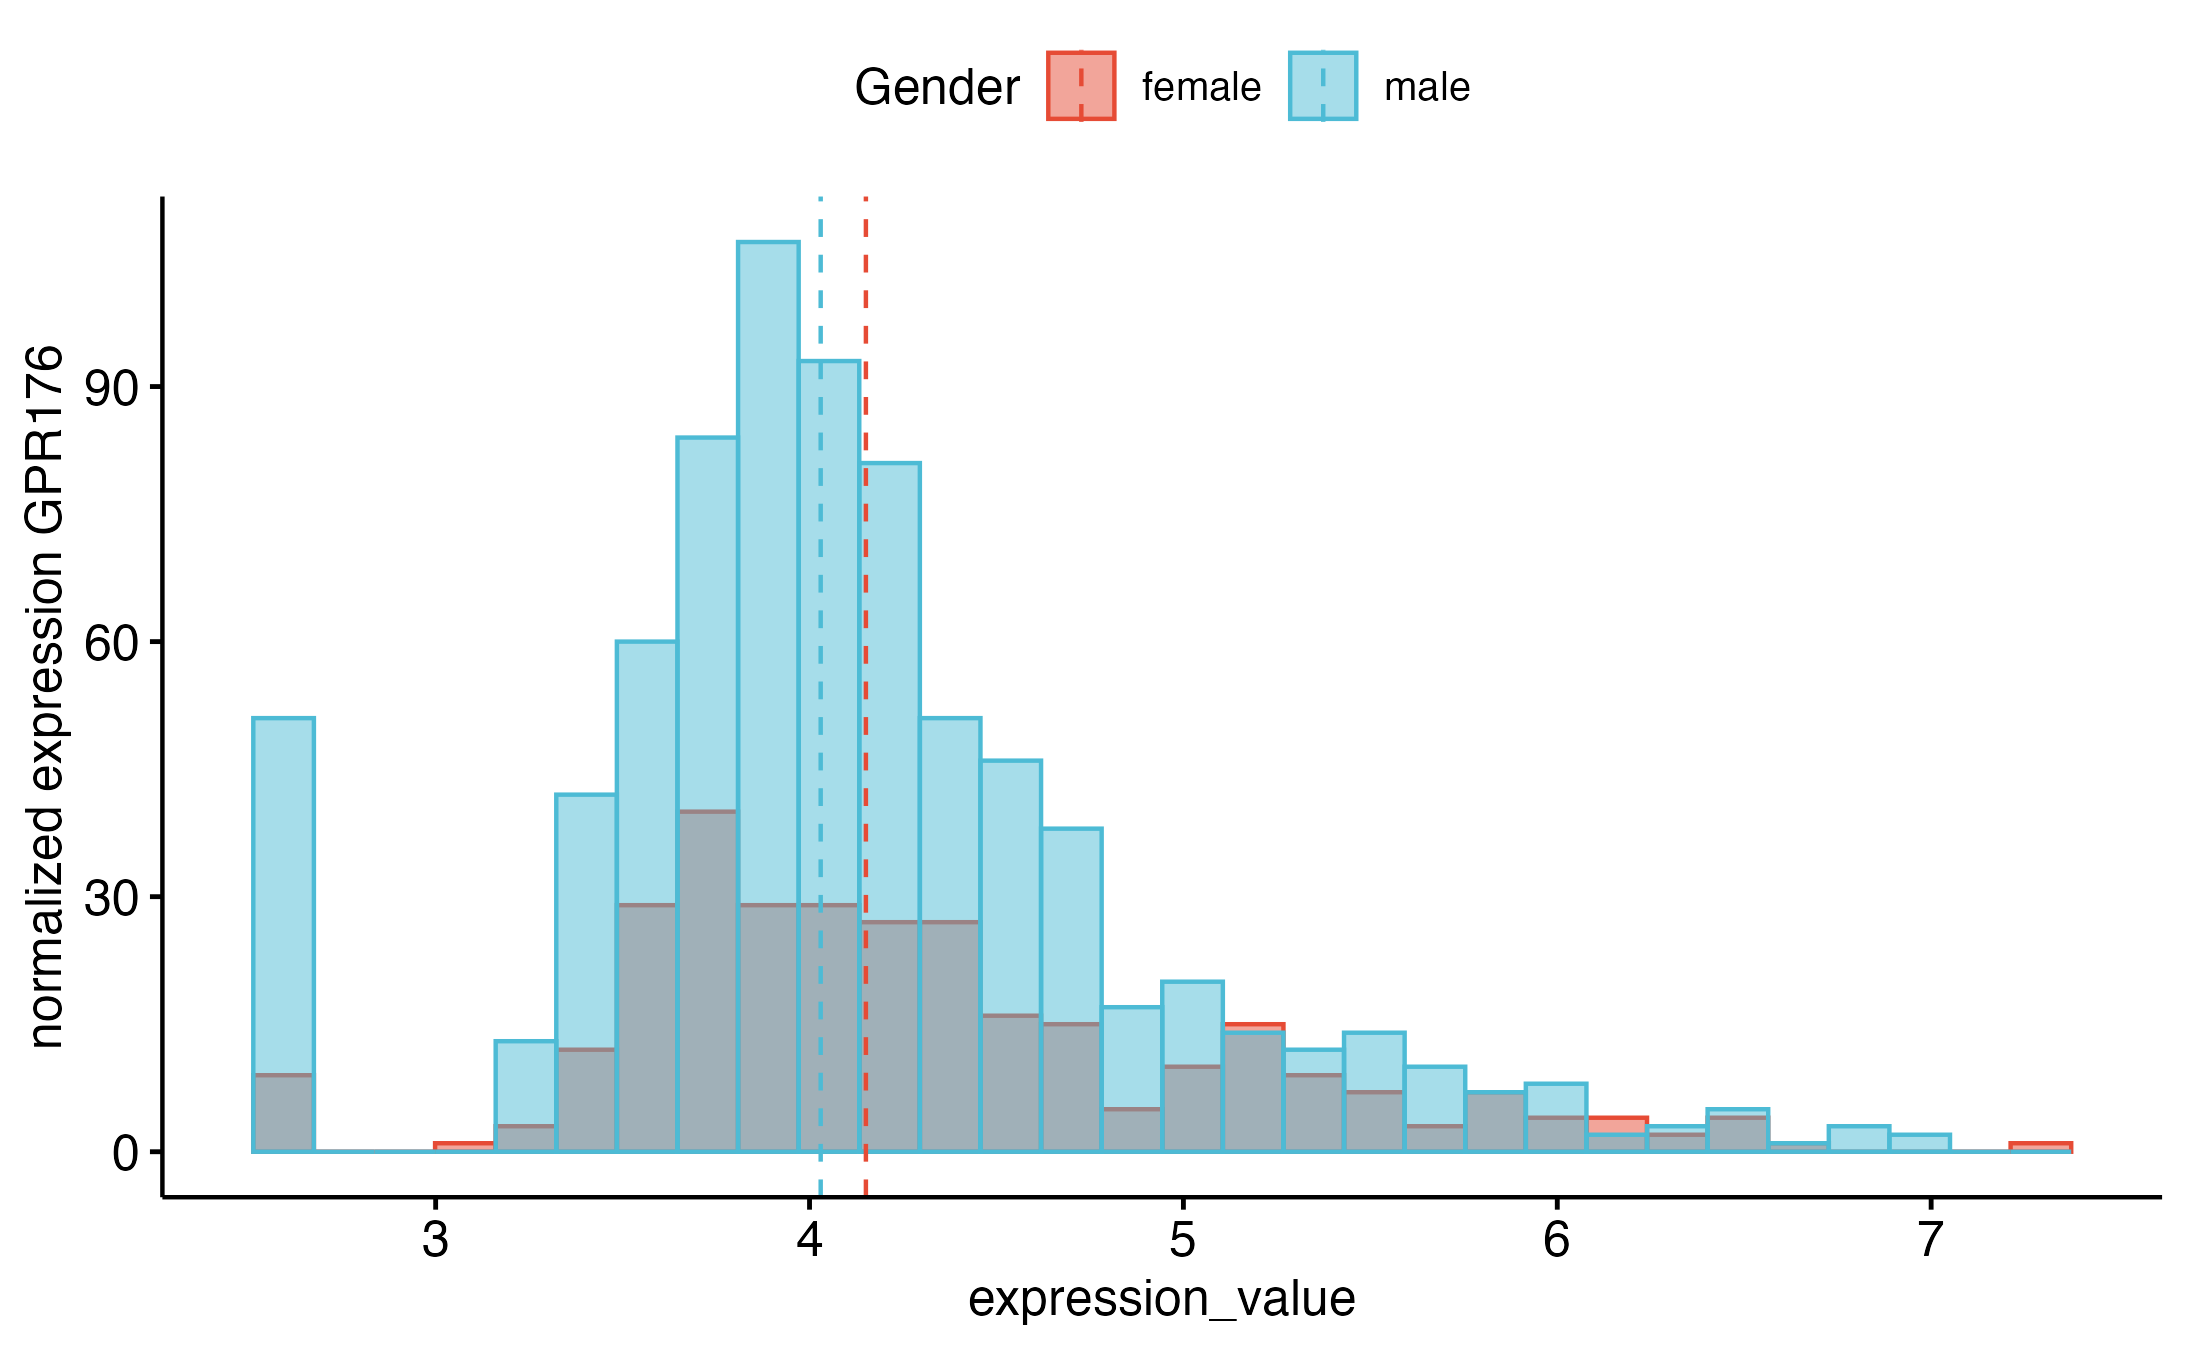 Gender female male
normalized expression GPR176
90
60
30
0
3 4 5 6 7
expression_value